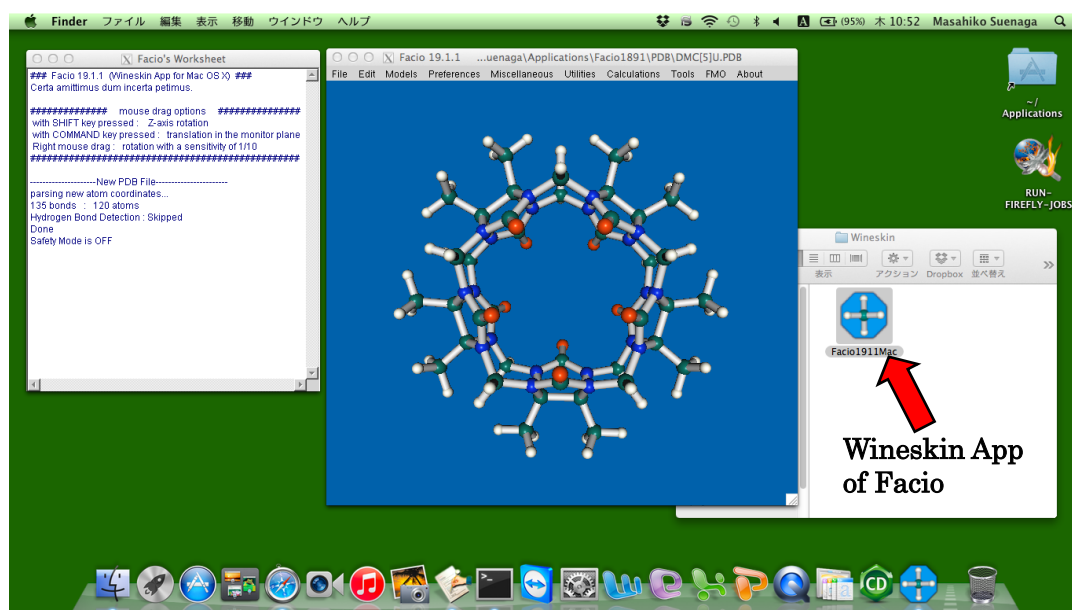 Finder ファイル 編集 表示 移動 ウインドウ ヘルプ
(95%) 木 10:52 Masahiko Suenaga
X Facio's Worksheet
### Facio 19.1.1 (Wineskin App for Mac OS X) ###
Certa amittimus dum incerta petimus.
############## mouse drag options ###############
with SHIFT key pressed : Z-axis rotation
with COMMAND key pressed : translation in the monitor plane
Right mouse drag : rotation with a sensitivity of 1/10
##################################################
----------------------New PDB File------------------------
parsing new atom coordinates...
135 bonds : 120 atoms
Hydrogen Bond Detection : Skipped
Done
Safety Mode is OFF
X Facio 19.1.1 ...uenaga\Applications\Facio1891\PDB\DMC[5]U.PDB
File Edit Models Preferences Miscellaneous Utilities Calculations Tools FMO About
~/
Applications
RUN-
FIREFLY-JOBS
Wineskin
表示 アクション Dropbox 並べ替え
Facio1911Mac
Wineskin App
of Facio
CD